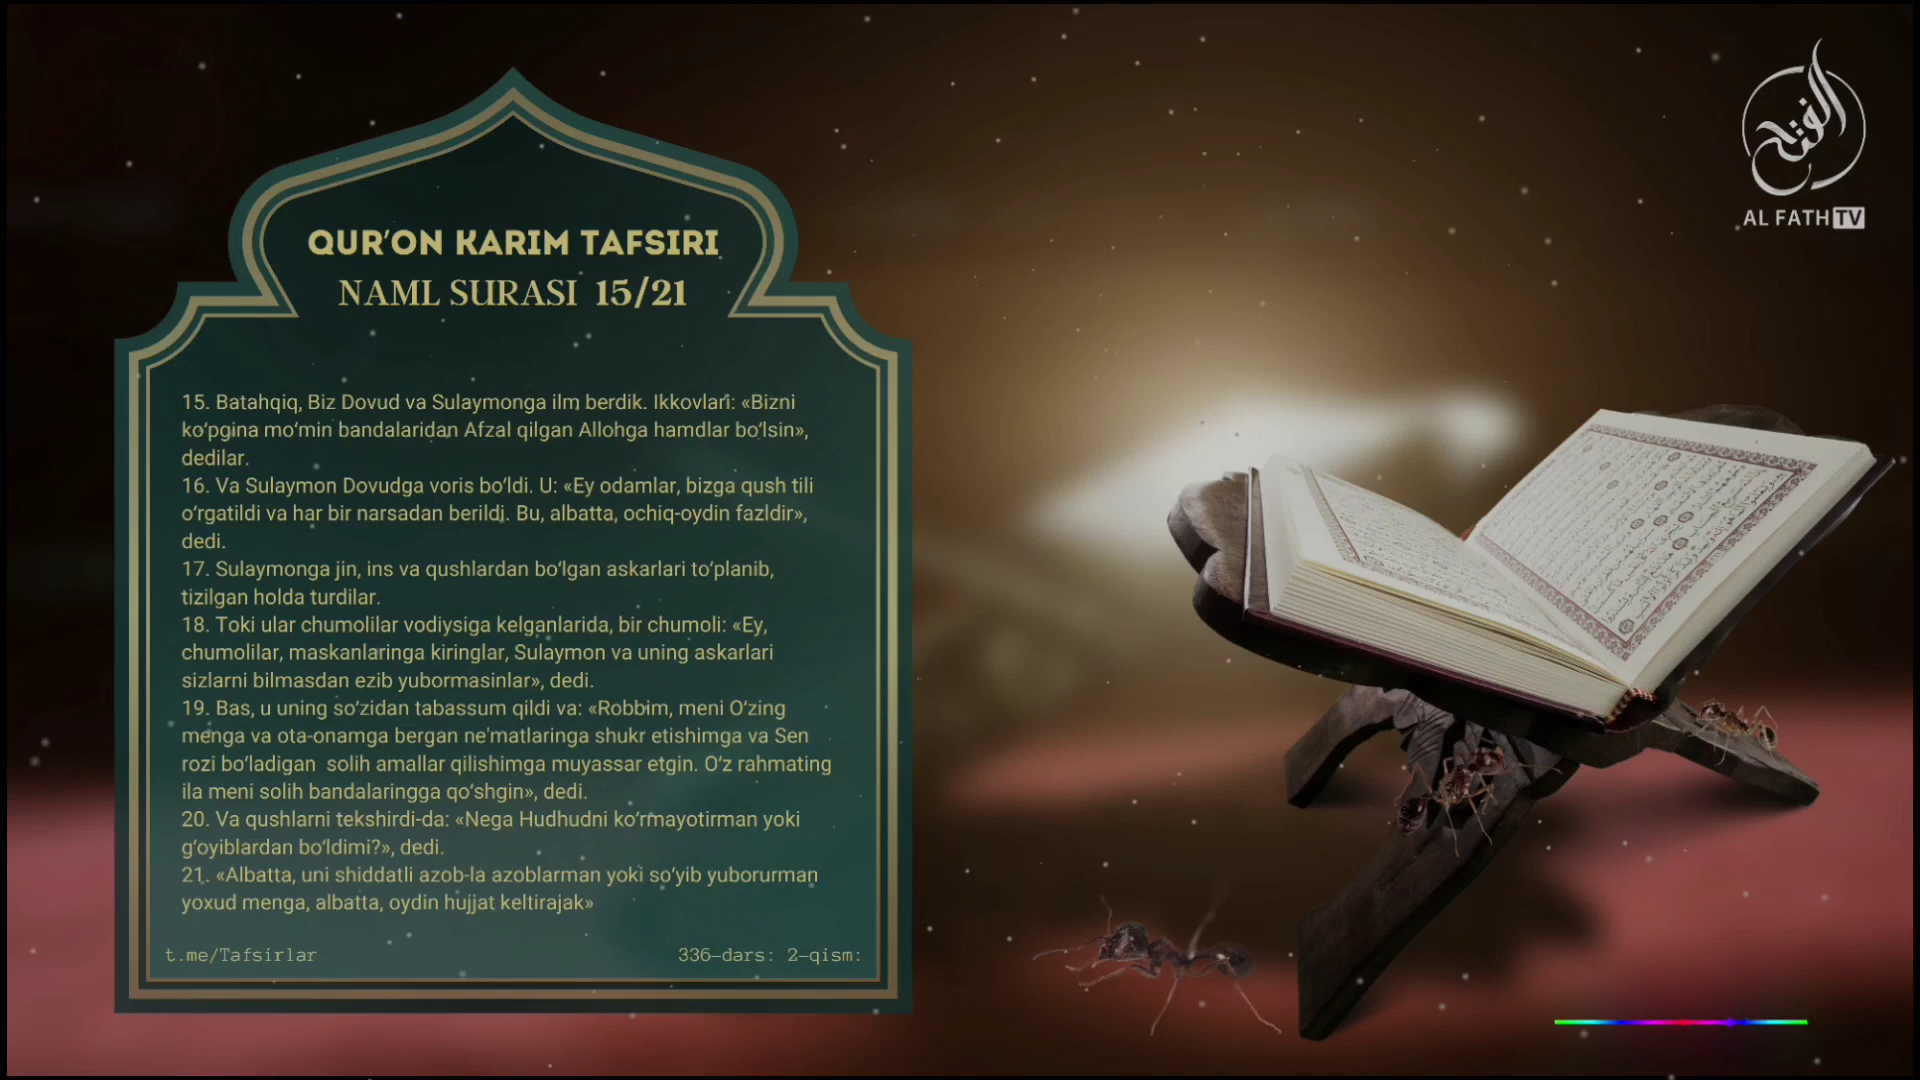 الفتح
AL FATH TV
QUR'ON KARIM TAFSIRI
NAML SURASI 15/21
15. Batahqiq, Biz Dovud va Sulaymonga ilm berdik. Ikkovlari: «Bizni
ko'pgina mo'min bandalaridan Afzal qilgan Allohga hamdlar bo'lsin»,
dedilar.
16. Va Sulaymon Dovudga voris bo'ldi. U: «Ey odamlar, bizga qush tili
o'rgatildi va har bir narsadan berildi. Bu, albatta, ochiq-oydin fazldir»,
dedi.
17. Sulaymonga jin, ins va qushlardan bo'lgan askarlari to'planib,
tizilgan holda turdilar.
18. Toki ular chumolilar vodiysiga kelganlarida, bir chumoli: «Ey,
chumolilar, maskanlaringa kiringlar, Sulaymon va uning askarlari
sizlarni bilmasdan ezib yubormasinlar», dedi.
19. Bas, u uning so'zidan tabassum qildi va: «Robbim, meni O'zing
menga va ota-onamga bergan ne'matlaringa shukr etishimga va Sen
rozi bo'ladigan  solih amallar qilishimga muyassar etgin. O'z rahmating
ila meni solih bandalaringga qo'shgin», dedi.
20. Va qushlarni tekshirdi-da: «Nega Hudhudni ko'rmayotirman yoki
g'oyiblardan bo'ldimi?», dedi.
21. «Albatta, uni shiddatli azob-la azoblarman yoki so'yib yuborurman
yoxud menga, albatta, oydin hujjat keltirajak»
t.me/Tafsirlar
336-dars: 2-qism: